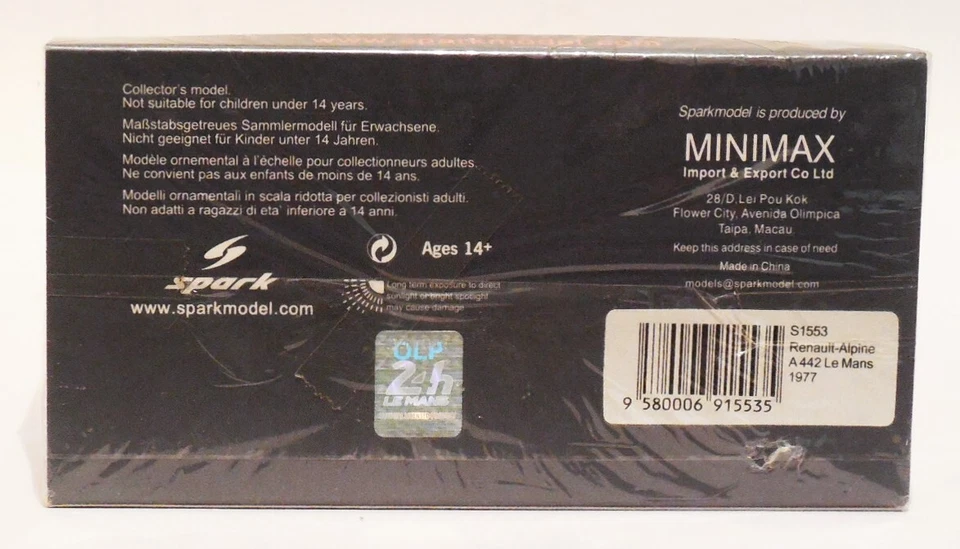 www.sparkmodel.com
Collector's model.
Not suitable for children under 14 years.
Maßstabsgetreues Sammlermodell für Erwachsene.
Nicht geeignet für Kinder unter 14 Jahren.
Modèle ornemental à l'échelle pour collectionneurs adultes.
Ne convient pas aux enfants de moins de 14 ans.
Modelli ornamentali in scala ridotta per collezionisti adulti.
Non adatti a ragazzi di eta' inferiore a 14 anni.
Ages 14+
spark
www.sparkmodel.com
Long term exposure to direct
sunlight or bright spotlight
may cause damage
OLP
24h
LE MANS
Sparkmodel is produced by
MINIMAX
Import & Export Co Ltd
28/D.Lei Pou Kok
Flower City, Avenida Olimpica
Taipa, Macau
Keep this address in case of need
Made in China
models@sparkmodel.com
S1553
Renault-Alpine
A 442 Le Mans
1977
9 580006 915535